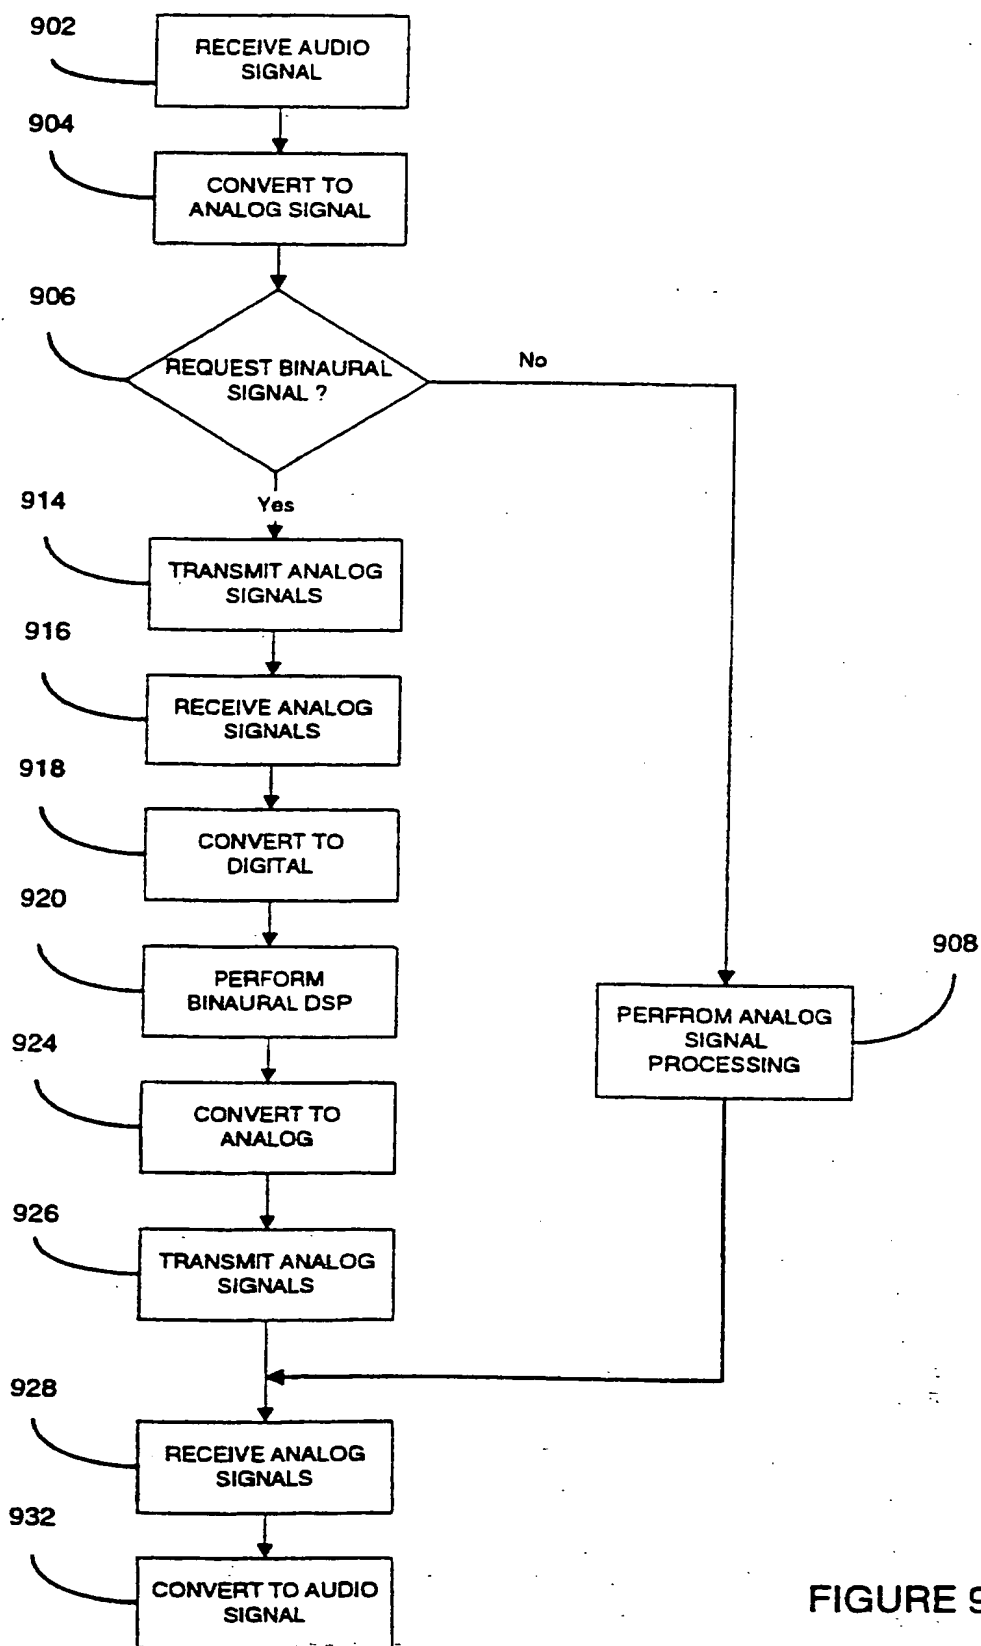 902
RECEIVE AUDIO
SIGNAL
904
CONVERT TO
ANALOG SIGNAL
906
REQUEST BINAURAL
SIGNAL ?
No
Yes
914
TRANSMIT ANALOG
SIGNALS
916
RECEIVE ANALOG
SIGNALS
918
CONVERT TO
DIGITAL
920
PERFORM
BINAURAL DSP
908
PERFROM ANALOG
SIGNAL
PROCESSING
924
CONVERT TO
ANALOG
926
TRANSMIT ANALOG
SIGNALS
928
RECEIVE ANALOG
SIGNALS
932
CONVERT TO AUDIO
SIGNAL
FIGURE 9